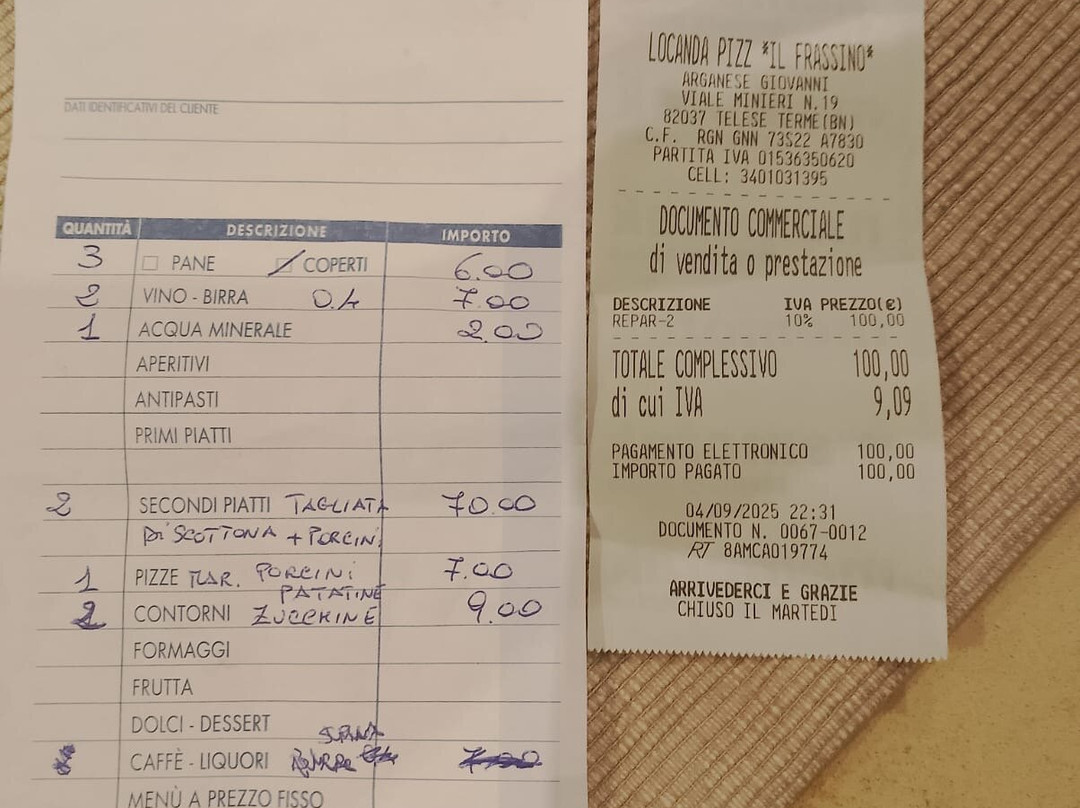 DATI IDENTIFICATIVI DEL CLIENTE
QUANTITÀ DESCRIZIONE IMPORTO
3 PANE COPERTI 6.00
2 VINO - BIRRA 0.4 7.00
1 ACQUA MINERALE 2.00
APERITIVI
ANTIPASTI
PRIMI PIATTI
2 SECONDI PIATTI TAGLIATA 70.00
DI SCOTTONA + PORCINI
1 PIZZE MAR. PORCINI 7.00
PATATINE
2 CONTORNI ZUCCHINE 9.00
FORMAGGI
FRUTTA
DOLCI - DESSERT
CAFFÈ - LIQUORI 7.00
MENÙ A PREZZO FISSO
LOCANDA PIZZ *IL FRASSINO*
ARGANESE GIOVANNI
VIALE MINIERI N.19
82037 TELESE TERME(BN)
C.F. RGN GNN 73S22 A783O
PARTITA IVA 01536350620
CELL: 3401031395
DOCUMENTO COMMERCIALE
di vendita o prestazione
DESCRIZIONE IVA PREZZO(€)
REPAR-2 10% 100,00
TOTALE COMPLESSIVO 100,00
di cui IVA 9,09
PAGAMENTO ELETTRONICO 100,00
IMPORTO PAGATO 100,00
04/09/2025 22:31
DOCUMENTO N. 0067-0012
RT 8AMCA019774
ARRIVEDERCI E GRAZIE
CHIUSO IL MARTEDI